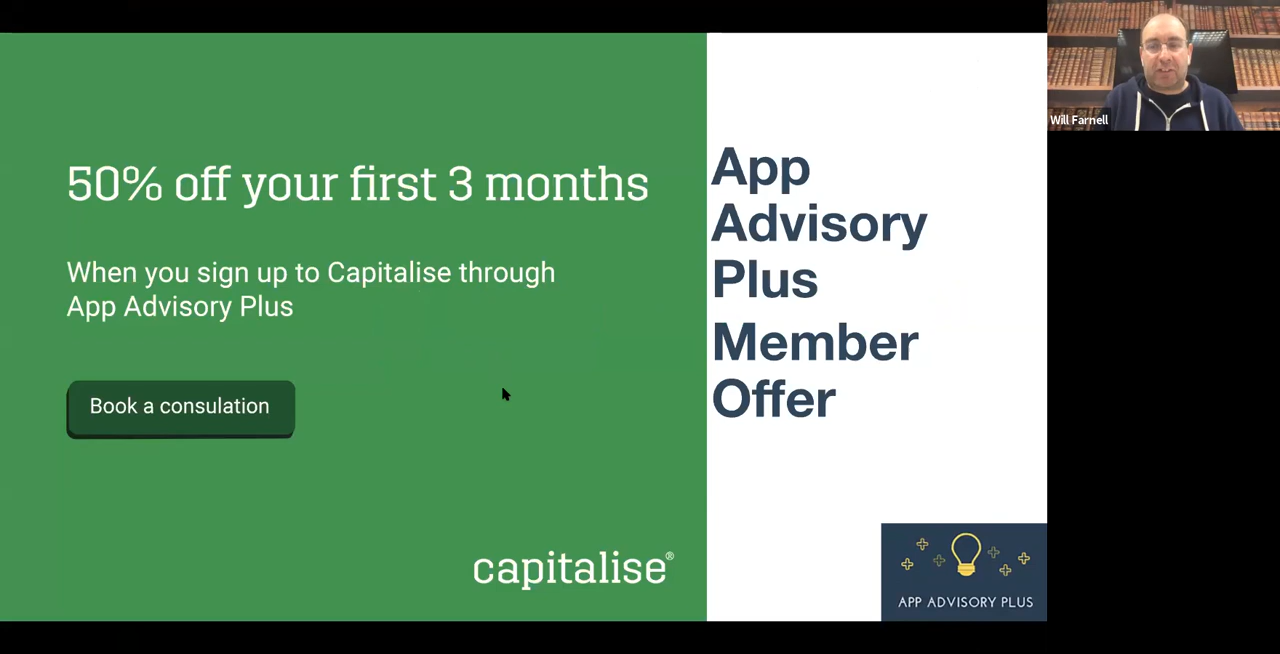 50% off your first 3 months
When you sign up to Capitalise through
App Advisory Plus
Book a consulation
capitalise®
App
Advisory
Plus
Member
Offer
APP ADVISORY PLUS
Will Farnell